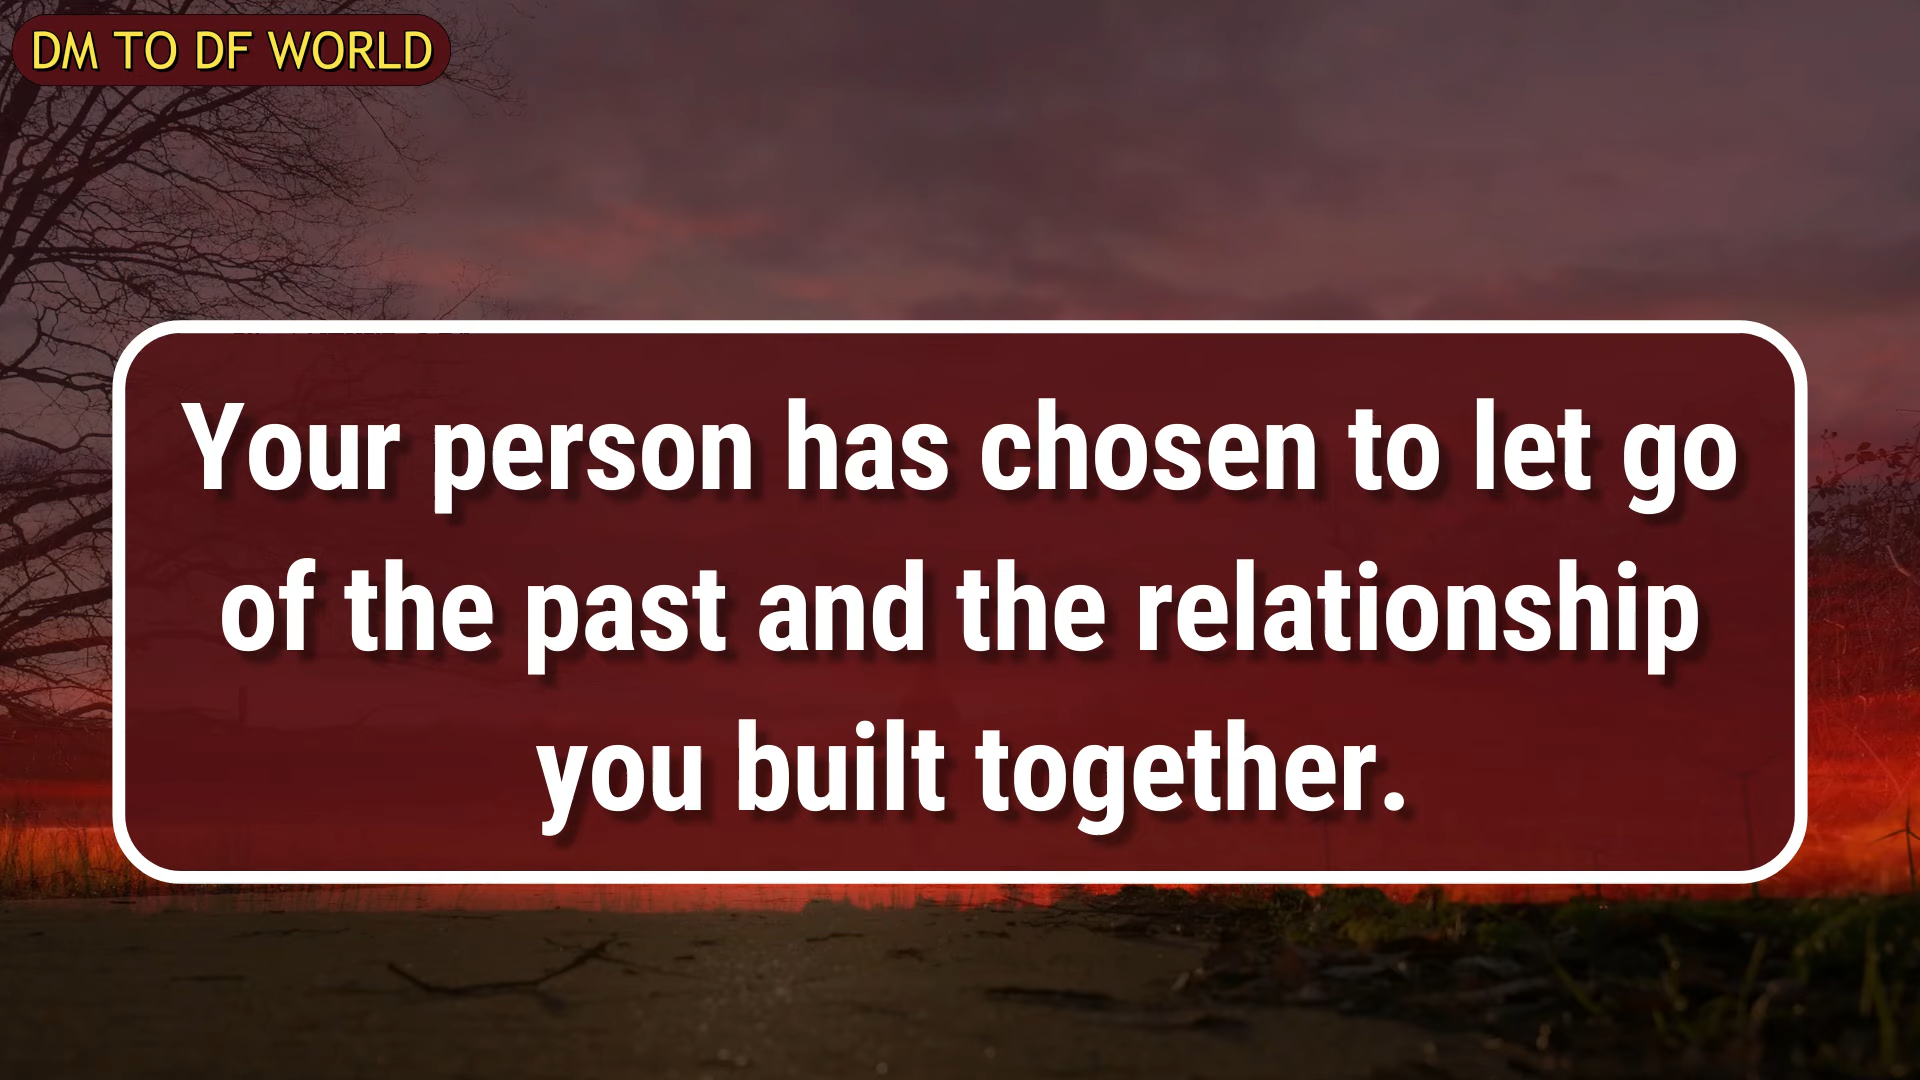 DM TO DF WORLD
Your person has chosen to let go
of the past and the relationship
you built together.